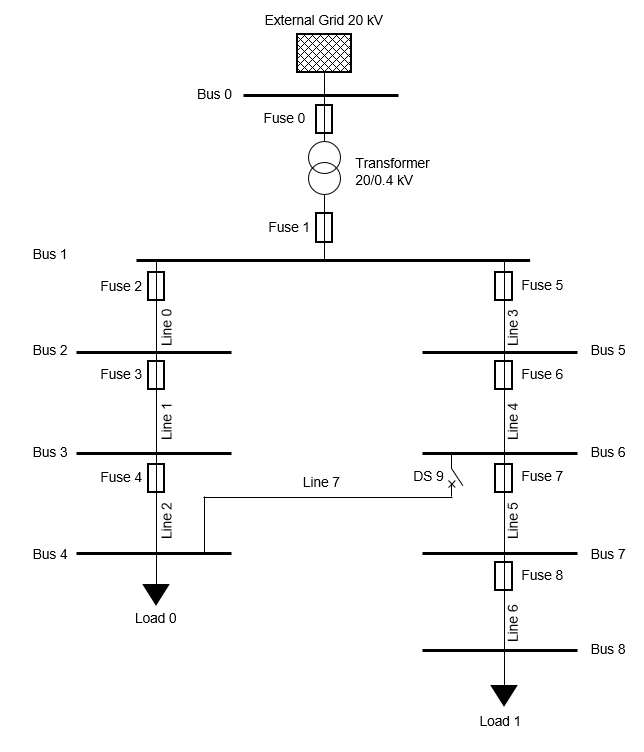 External Grid 20 kV
Bus 0
Fuse 0
Transformer
20/0.4 kV
Fuse 1
Bus 1
Fuse 2
Fuse 5
Line 0
Line 3
Bus 2
Bus 5
Fuse 3
Fuse 6
Line 1
Line 4
Bus 3
Bus 6
Fuse 4
DS 9
Fuse 7
Line 7
Line 2
Line 5
Bus 4
Bus 7
Fuse 8
Load 0
Line 6
Bus 8
Load 1